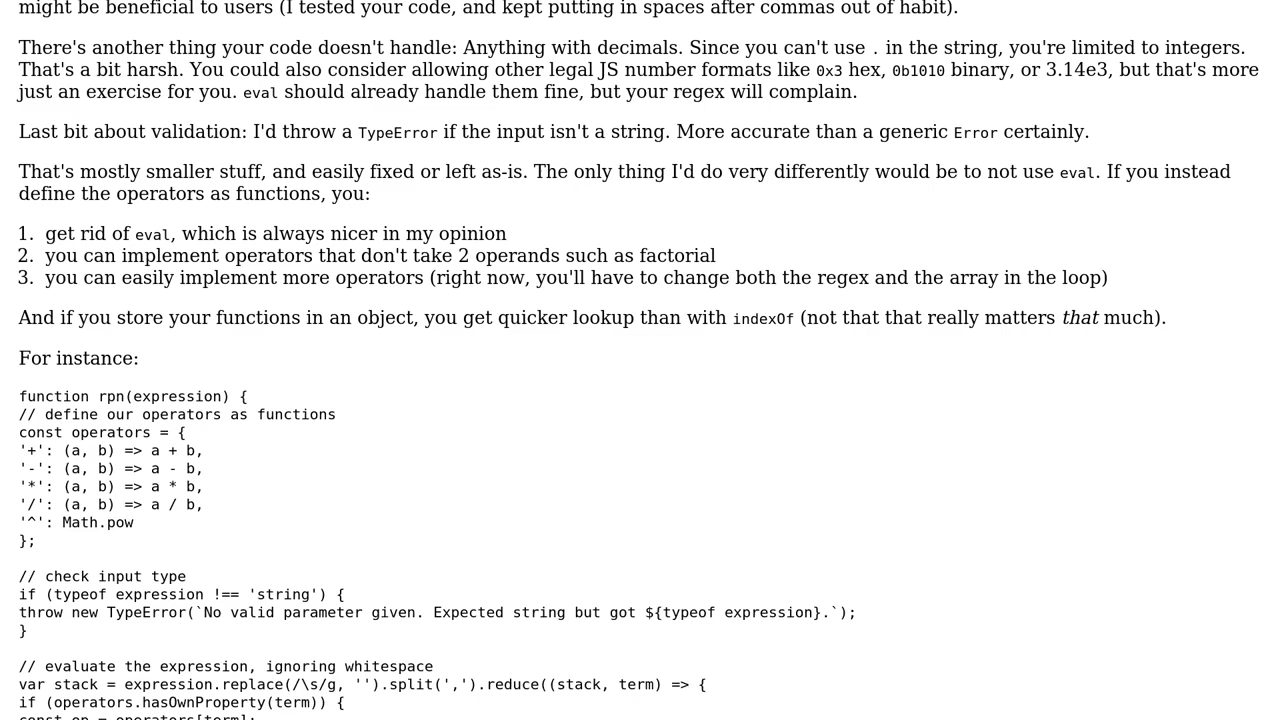 might be beneficial to users (I tested your code, and kept putting in spaces after commas out of habit).
There's another thing your code doesn't handle: Anything with decimals. Since you can't use . in the string, you're limited to integers.
That's a bit harsh. You could also consider allowing other legal JS number formats like 0x3 hex, 0b1010 binary, or 3.14e3, but that's more
just an exercise for you. eval should already handle them fine, but your regex will complain.
Last bit about validation: I'd throw a TypeError if the input isn't a string. More accurate than a generic Error certainly.
That's mostly smaller stuff, and easily fixed or left as-is. The only thing I'd do very differently would be to not use eval. If you instead
define the operators as functions, you:
1. get rid of eval, which is always nicer in my opinion
2. you can implement operators that don't take 2 operands such as factorial
3. you can easily implement more operators (right now, you'll have to change both the regex and the array in the loop)
And if you store your functions in an object, you get quicker lookup than with indexOf (not that that really matters that much).
For instance:
function rpn(expression) {
// define our operators as functions
const operators = {
'+': (a, b) => a + b,
'-': (a, b) => a - b,
'*': (a, b) => a * b,
'/': (a, b) => a / b,
'^': Math.pow
};
// check input type
if (typeof expression !== 'string') {
throw new TypeError(`No valid parameter given. Expected string but got ${typeof expression}.`);
}
// evaluate the expression, ignoring whitespace
var stack = expression.replace(/\s/g, '').split(',').reduce((stack, term) => {
if (operators.hasOwnProperty(term)) {
const op = operators[term];